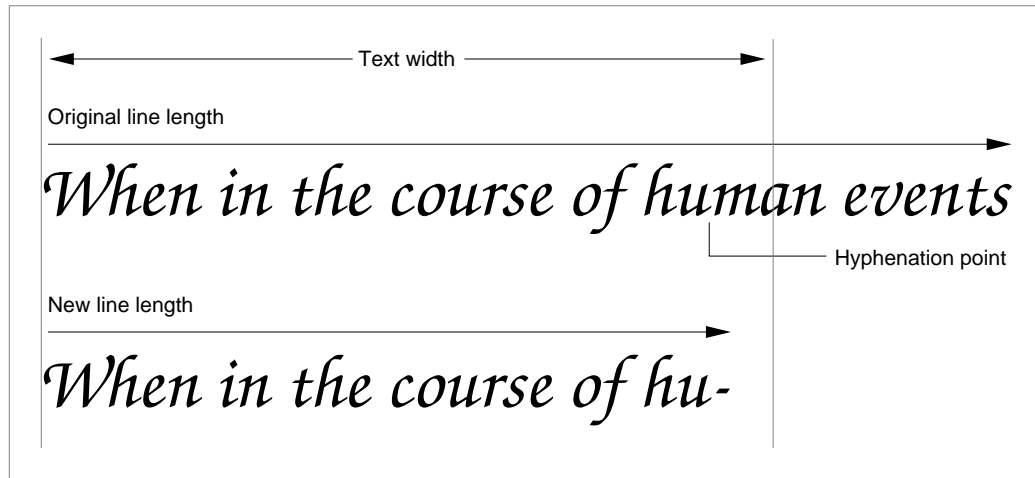 Text width
Original line length
When in the course of human events
Hyphenation point
New line length
When in the course of hu-